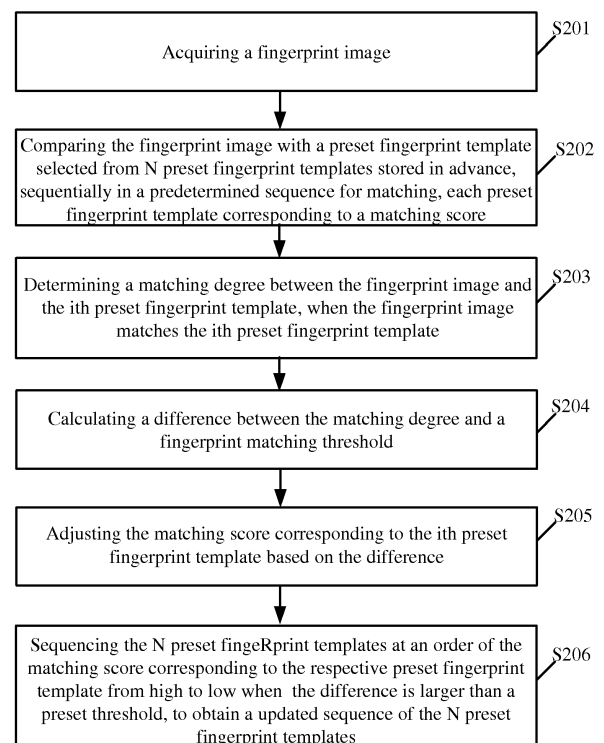 S201
Acquiring a fingerprint image
S202
Comparing the fingerprint image with a preset fingerprint template
selected from N preset fingerprint templates stored in advance,
sequentially in a predetermined sequence for matching, each preset
fingerprint template corresponding to a matching score
S203
Determining a matching degree between the fingerprint image and
the ith preset fingerprint template, when the fingerprint image
matches the ith preset fingerprint template
S204
Calculating a difference between the matching degree and a
fingerprint matching threshold
S205
Adjusting the matching score corresponding to the ith preset
fingerprint template based on the difference
S206
Sequencing the N preset fingeRprint templates at an order of the
matching score corresponding to the respective preset fingerprint
template from high to low when the difference is larger than a
preset threshold, to obtain a updated sequence of the N preset
fingerprint templates